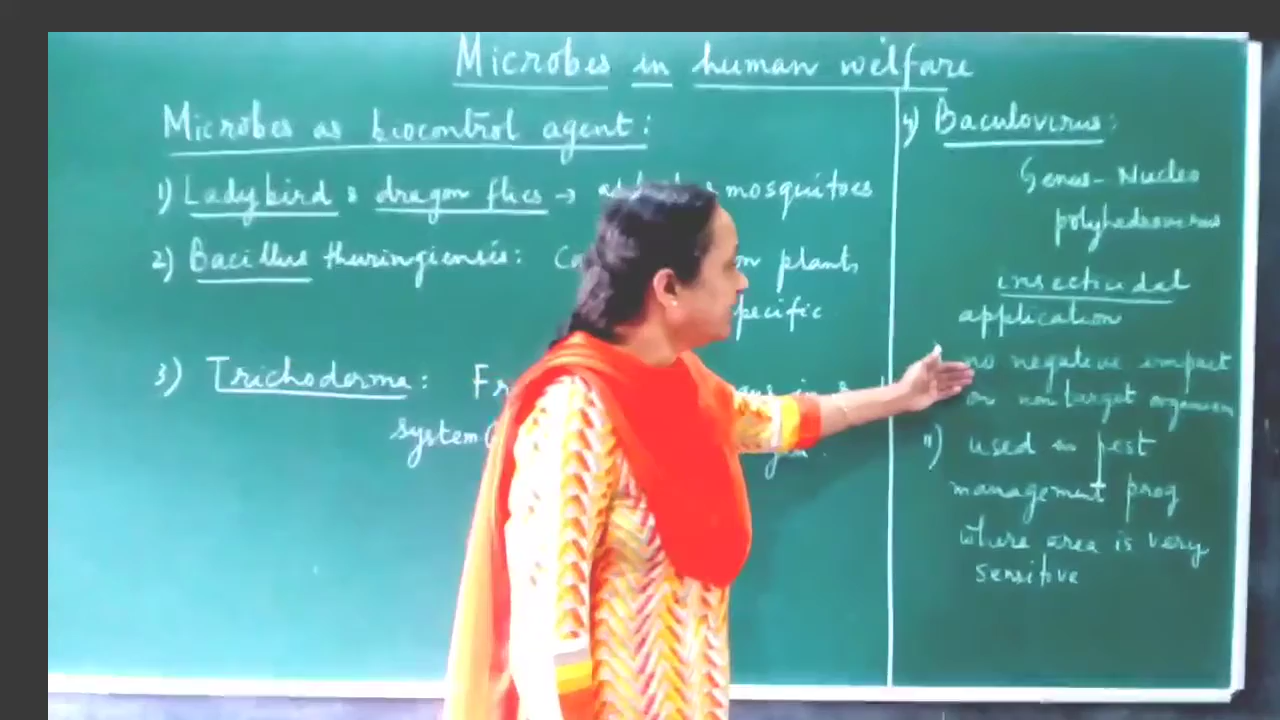 Microbes in human welfare
Microbes as biocontrol agent:
1) Ladybird & dragon flies → mosquitoes
2) Bacillus thuringiensis: plants
specific
3) Trichoderma:
system
4) Baculovirus:
Genus - Nucleo
polyhedrovirus
insecticidal
application
no negative impact
on non target organism
used in pest
management prog
where area is very
sensitive